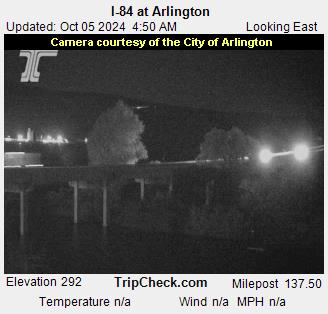 I-84 at Arlington
Updated: Oct 05 2024 4:50 AM Looking East
Camera courtesy of the City of Arlington
Elevation 292 TripCheck.com Milepost 137.50
Temperature n/a Wind n/a MPH n/a